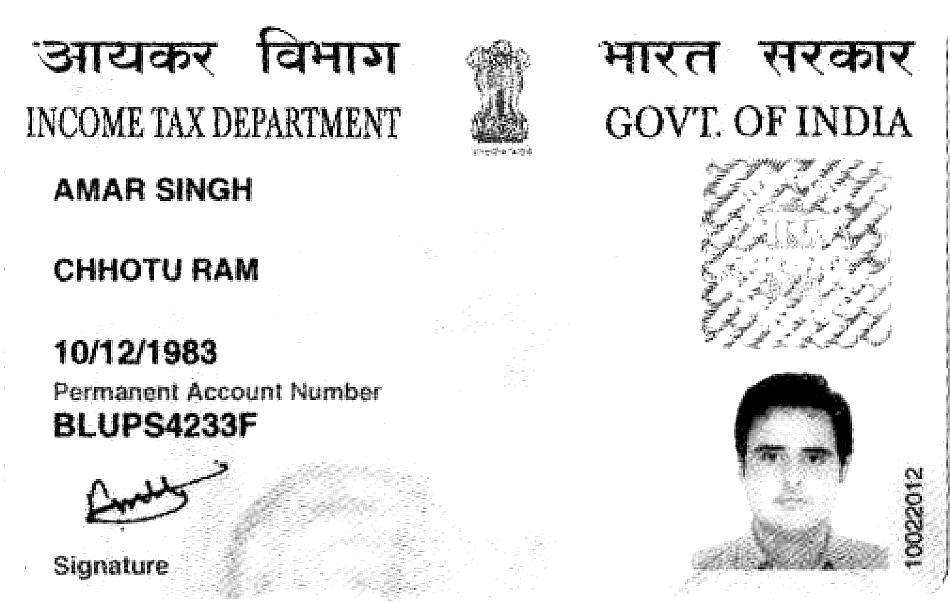 आयकर विभाग
भारत सरकार
INCOME TAX DEPARTMENT
GOVT. OF INDIA
AMAR SINGH
CHHOTU RAM
10/12/1983
Permanent Account Number
BLUPS4233F
Signature
10022012